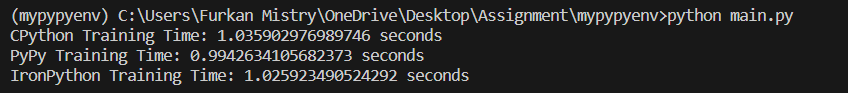 (mypypyenv) C:\Users\Furkan Mistry\OneDrive\Desktop\Assignment\mypypyenv>python main.py
CPython Training Time: 1.035902976989746 seconds
PyPy Training Time: 0.9942634105682373 seconds
IronPython Training Time: 1.025923490524292 seconds